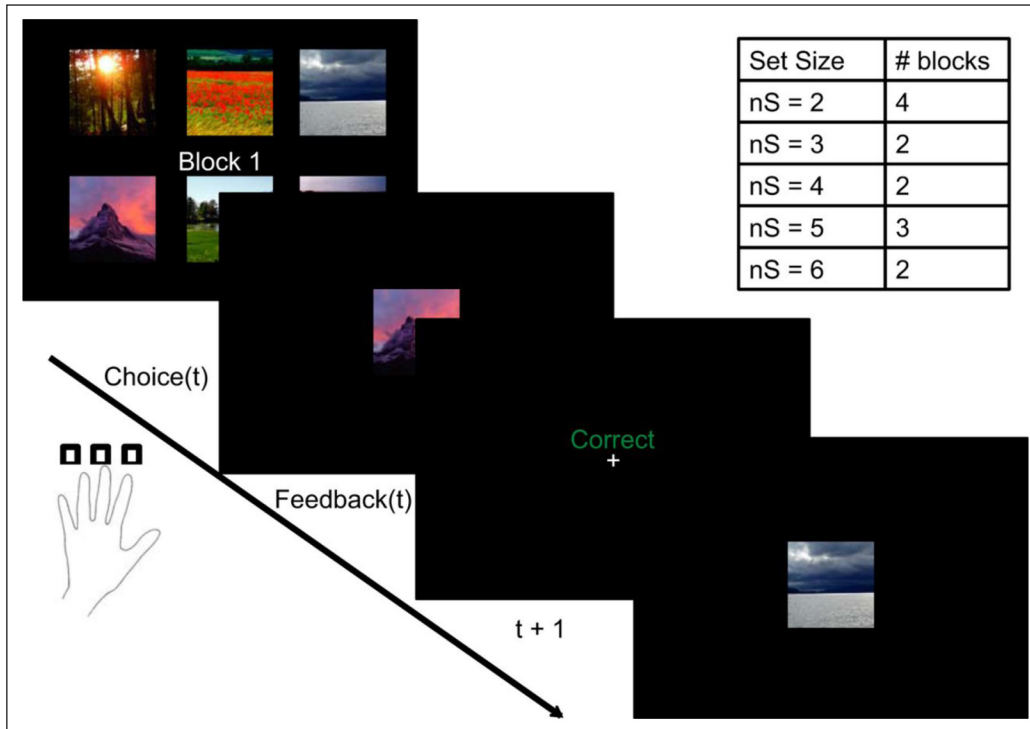 Block 1
Set Size # blocks
nS = 2 4
nS = 3 2
nS = 4 2
nS = 5 3
nS = 6 2
Choice(t)
Correct
+
Feedback(t)
t + 1